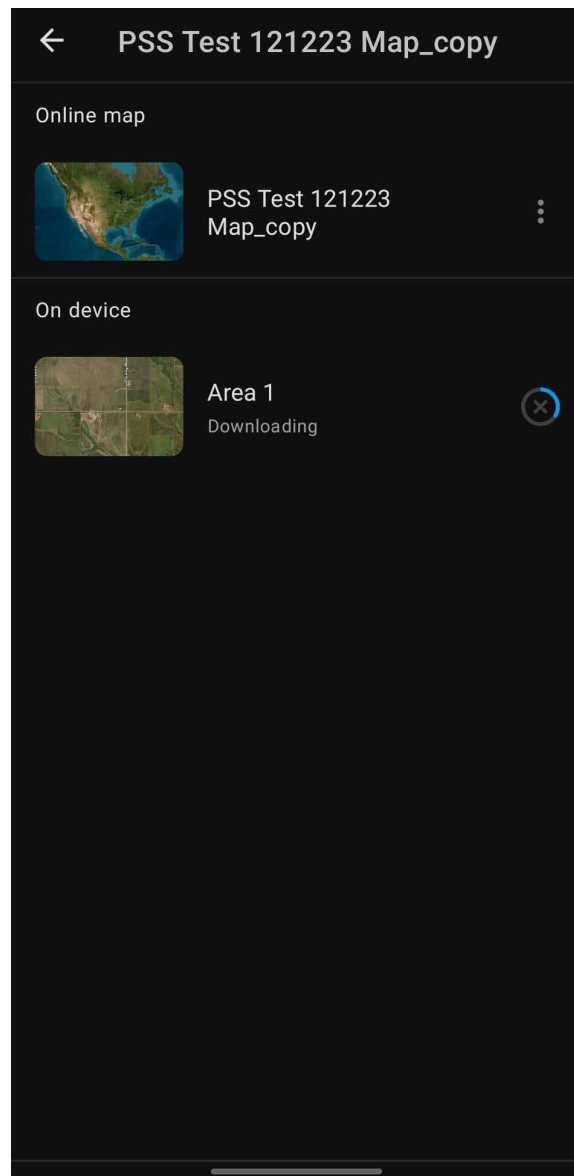 PSS Test 121223 Map_copy
Online map
PSS Test 121223
Map_copy
On device
Area 1
Downloading